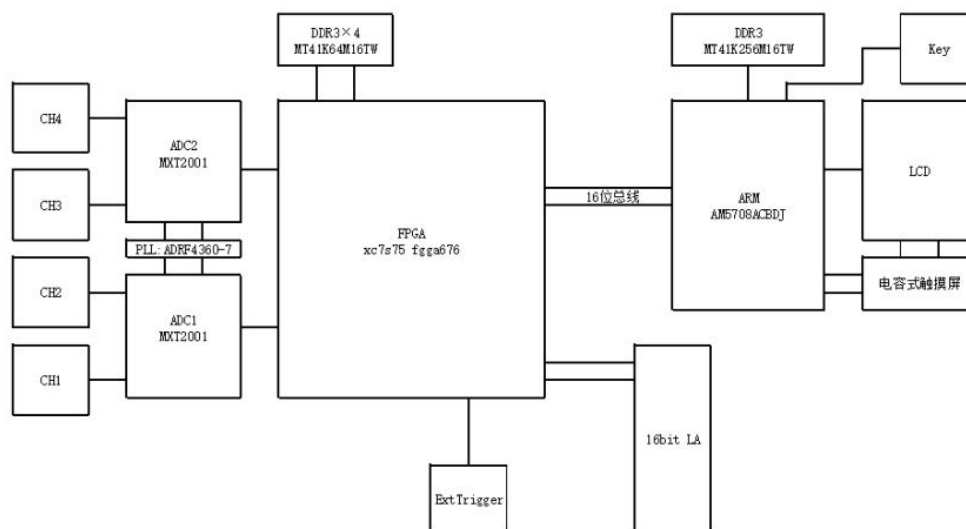 DDR3×4
MT41K64M16TW
DDR3
MT41K256M16TW
Key
CH4
ADC2
MXT2001
CH3
PLL:ADRF4360-7
CH2
ADC1
MXT2001
CH1
FPGA
xc7s75 fgga676
16位总线
ARM
AM5708ACBDJ
LCD
电容式触摸屏
16bit LA
ExtTrigger